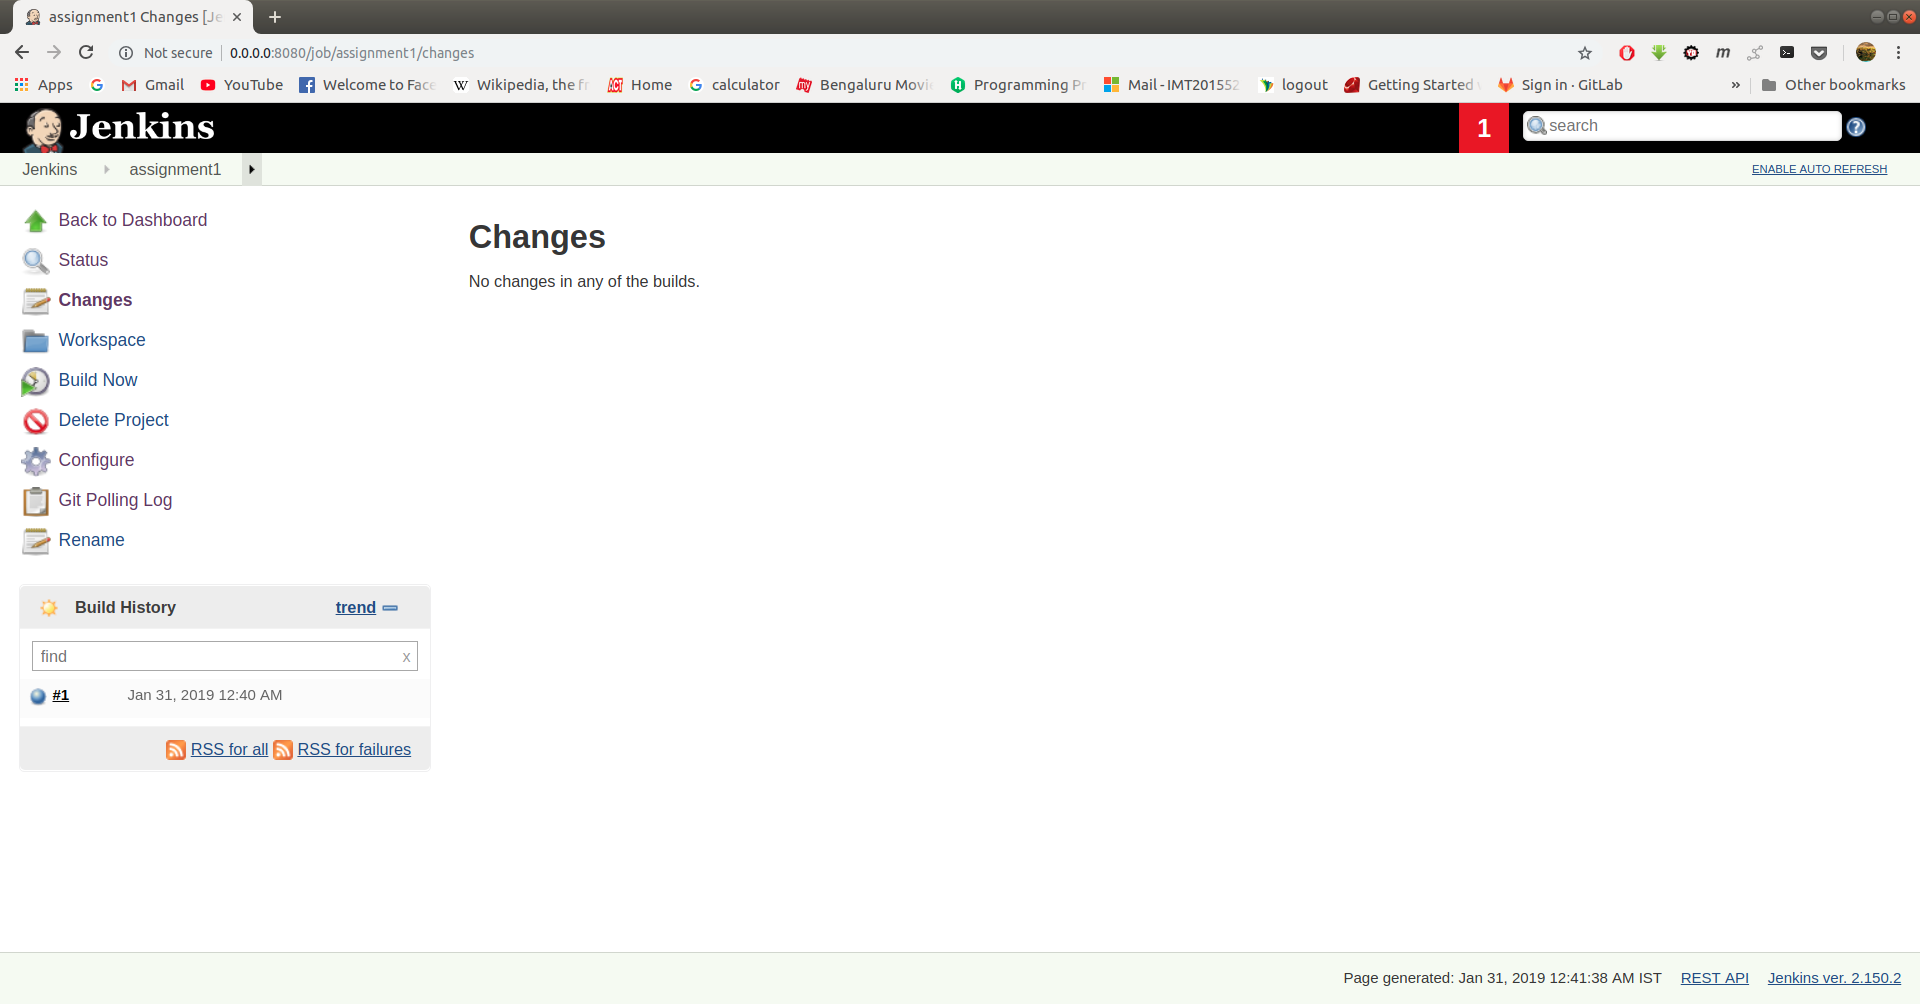 assignment1 Changes [Je
Not secure 0.0.0.0:8080/job/assignment1/changes m
Apps Gmail YouTube Welcome to Face Wikipedia, the fr Home calculator Bengaluru Movi Programming Pr Mail - IMT201552 logout Getting Started Sign in · GitLab » Other bookmarks
Jenkins 1 search
Jenkins assignment1 ENABLE AUTO REFRESH
Back to Dashboard
Status
Changes
Workspace
Build Now
Delete Project
Configure
Git Polling Log
Rename
Changes
No changes in any of the builds.
Build History trend
find x
#1 Jan 31, 2019 12:40 AM
RSS for all RSS for failures
Page generated: Jan 31, 2019 12:41:38 AM IST REST API Jenkins ver. 2.150.2